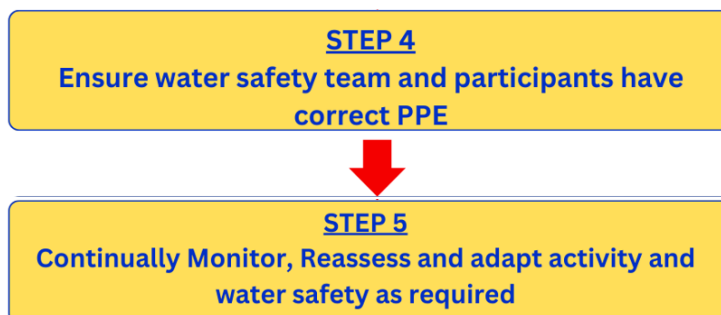 STEP 4
Ensure water safety team and participants have
correct PPE
STEP 5
Continually Monitor, Reassess and adapt activity and
water safety as required